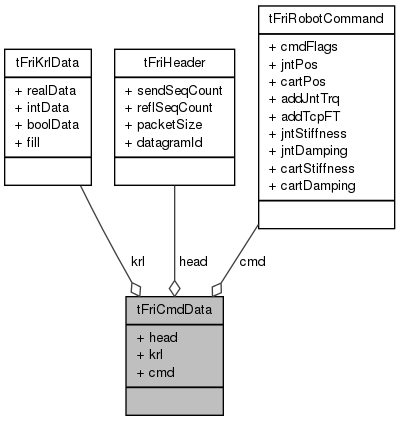 tFriKrlData
+ realData
+ intData
+ boolData
+ fill
tFriHeader
+ sendSeqCount
+ reflSeqCount
+ packetSize
+ datagramId
tFriRobotCommand
+ cmdFlags
+ jntPos
+ cartPos
+ addJntTrq
+ addTcpFT
+ jntStiffness
+ jntDamping
+ cartStiffness
+ cartDamping
krl
head
cmd
tFriCmdData
+ head
+ krl
+ cmd